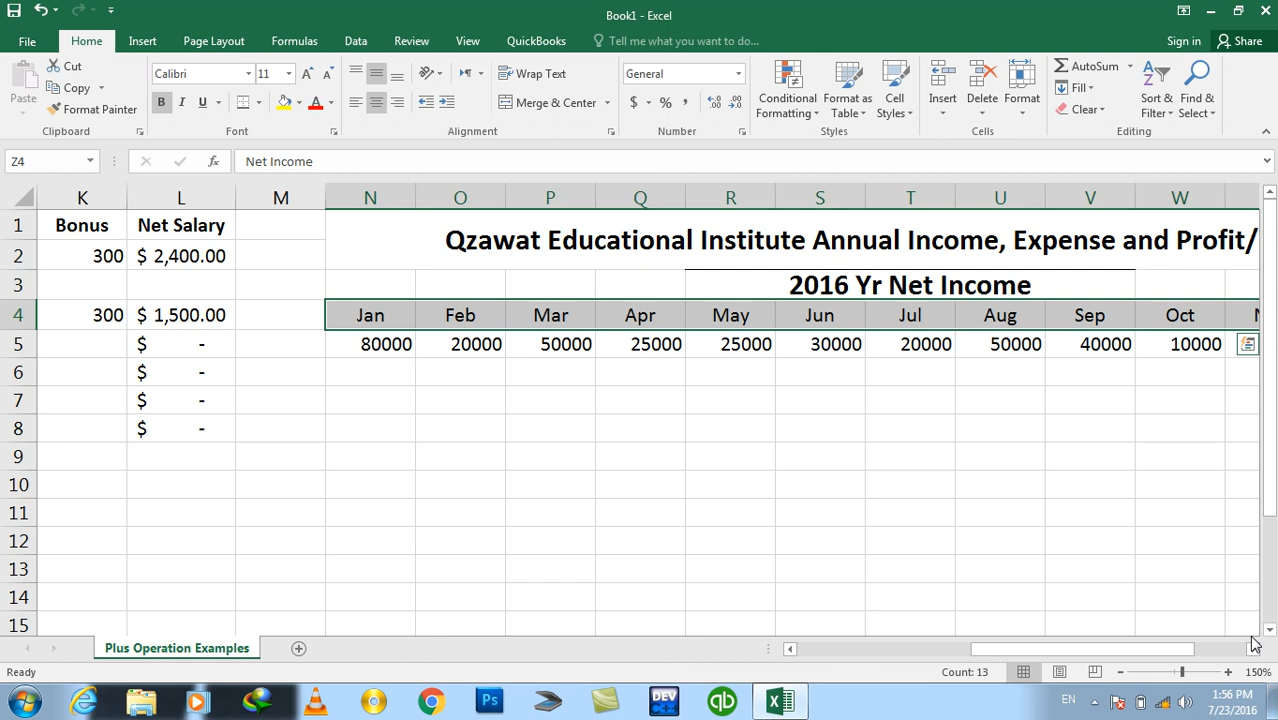 Book1 - Excel
File Home Insert Page Layout Formulas Data Review View QuickBooks Tell me what you want to do... Sign in Share
Paste
Cut
Copy
Format Painter
Clipboard
Calibri 11
B I U
Font
Wrap Text
Merge & Center
Alignment
General
$ % ,
Number
Conditional Formatting
Format as Table
Cell Styles
Styles
Insert Delete Format
Cells
AutoSum
Fill
Clear
Sort & Filter
Find & Select
Editing
Z4 fx Net Income
K L M N O P Q R S T U V W
1 Bonus Net Salary
Qzawat Educational Institute Annual Income, Expense and Profit/
2 300 $ 2,400.00
3 2016 Yr Net Income
4 300 $ 1,500.00 Jan Feb Mar Apr May Jun Jul Aug Sep Oct
5 $ - 80000 20000 50000 25000 25000 30000 20000 50000 40000 10000
6 $ -
7 $ -
8 $ -
9
10
11
12
13
14
15
Plus Operation Examples
Ready Count: 13 150%
Ps DEV C++ qb
EN 1:56 PM
7/23/2016